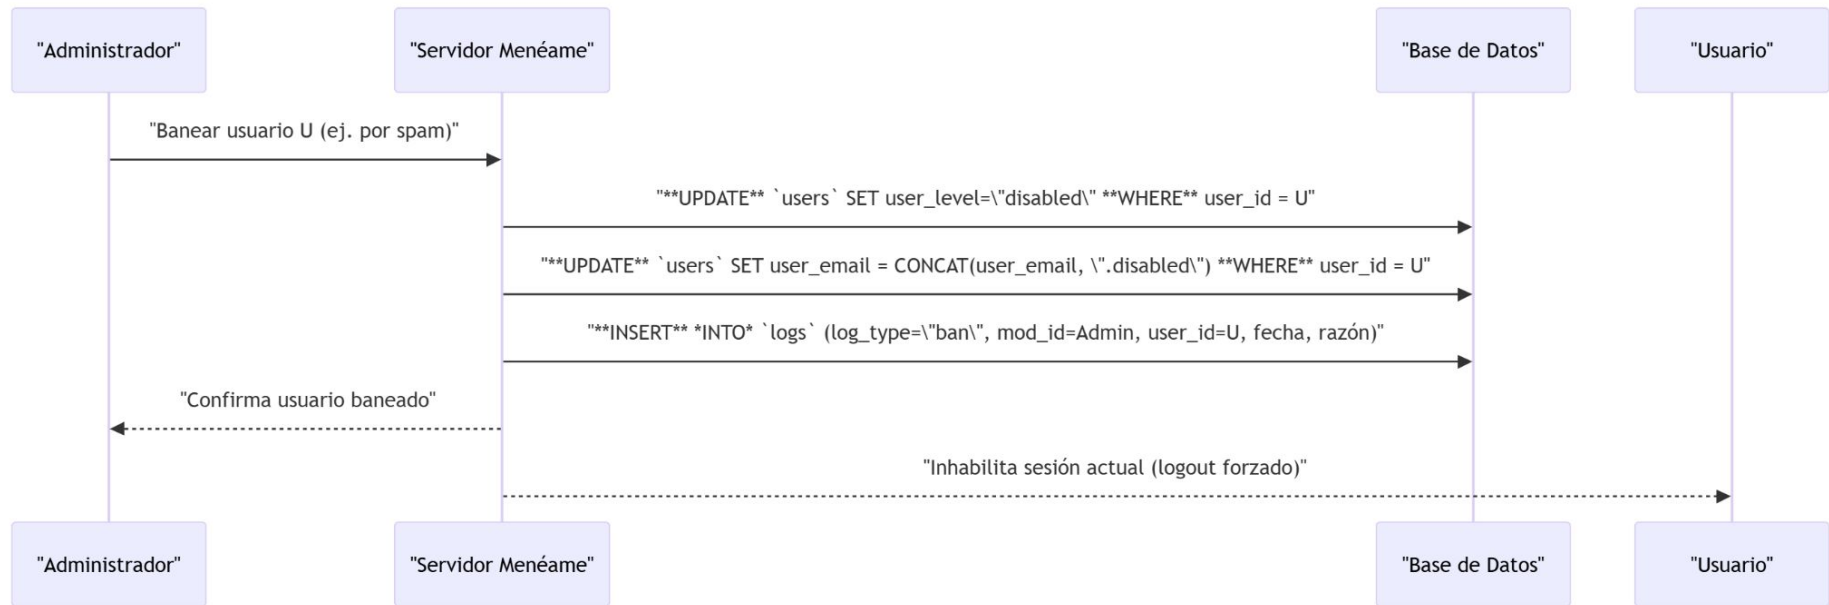 "Administrador"
"Servidor Menéame"
"Base de Datos"
"Usuario"
"Banear usuario U (ej. por spam)"
"**UPDATE** `users` SET user_level=\"disabled\" **WHERE** user_id = U"
"**UPDATE** `users` SET user_email = CONCAT(user_email, \".disabled\") **WHERE** user_id = U"
"**INSERT** *INTO* `logs` (log_type=\"ban\", mod_id=Admin, user_id=U, fecha, razón)"
"Confirma usuario baneado"
"Inhabilita sesión actual (logout forzado)"
"Administrador"
"Servidor Menéame"
"Base de Datos"
"Usuario"